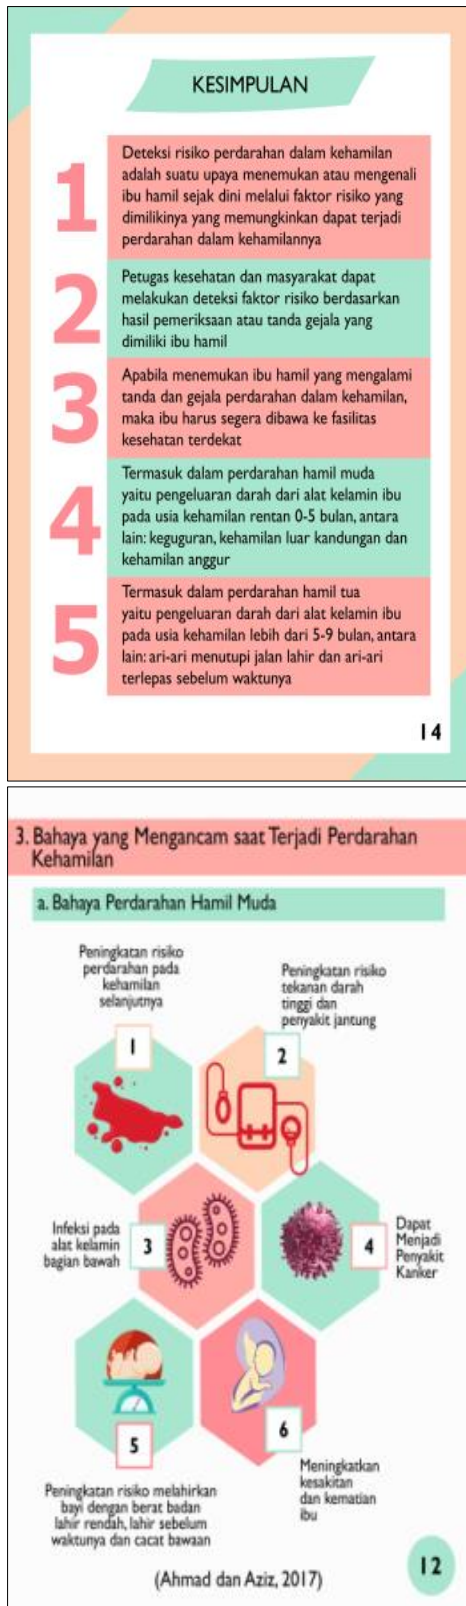 KESIMPULAN
1
Deteksi risiko perdarahan dalam kehamilan
adalah suatu upaya menemukan atau mengenali
ibu hamil sejak dini melalui faktor risiko yang
dimilikinya yang memungkinkan dapat terjadi
perdarahan dalam kehamilannya
2
Petugas kesehatan dan masyarakat dapat
melakukan deteksi faktor risiko berdasarkan
hasil pemeriksaan atau tanda gejala yang
dimiliki ibu hamil
3
Apabila menemukan ibu hamil yang mengalami
tanda dan gejala perdarahan dalam kehamilan,
maka ibu harus segera dibawa ke fasilitas
kesehatan terdekat
4
Termasuk dalam perdarahan hamil muda
yaitu pengeluaran darah dari alat kelamin ibu
pada usia kehamilan rentan 0-5 bulan, antara
lain: keguguran, kehamilan luar kandungan dan
kehamilan anggur
5
Termasuk dalam perdarahan hamil tua
yaitu pengeluaran darah dari alat kelamin ibu
pada usia kehamilan lebih dari 5-9 bulan, antara
lain: ari-ari menutupi jalan lahir dan ari-ari
terlepas sebelum waktunya
14
3. Bahaya yang Mengancam saat Terjadi Perdarahan
Kehamilan
a. Bahaya Perdarahan Hamil Muda
Peningkatan risiko
perdarahan pada
kehamilan
selanjutnya
1
Peningkatan risiko
tekanan darah
tinggi dan
penyakit jantung
2
Infeksi pada
alat kelamin
bagian bawah
3
4
Dapat
Menjadi
Penyakit
Kanker
5
Peningkatan risiko melahirkan
bayi dengan berat badan
lahir rendah, lahir sebelum
waktunya dan cacat bawaan
6
Meningkatkan
kesakitan
dan kematian
ibu
(Ahmad dan Aziz, 2017)
12